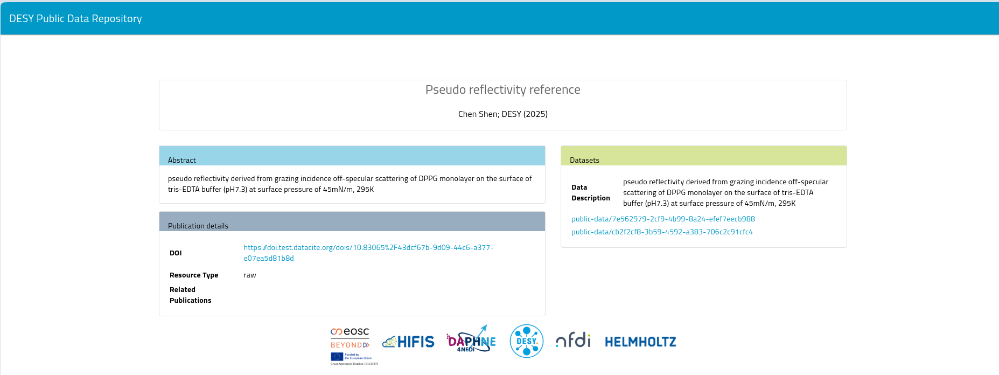 DESY Public Data Repository
Pseudo reflectivity reference
Chen Shen; DESY (2025)
Abstract
pseudo reflectivity derived from grazing incidence off-specular scattering of DPPG monolayer on the surface of
tris-EDTA buffer (pH7.3) at surface pressure of 45mN/m, 295K
Publication details
DOI
https://doi.test.datacite.org/dois/10.83065%2F43dcf67b-9d09-44c6-a377-
e07ea5d81b8d
Resource Type
raw
Related
Publications
Datasets
Data
Description
pseudo reflectivity derived from grazing incidence off-specular
scattering of DPPG monolayer on the surface of tris-EDTA
buffer (pH7.3) at surface pressure of 45mN/m, 295K
public-data/7e562979-2cf9-4b99-8a24-efef7eecb988
public-data/cb2f2cf8-3b59-4592-a383-706c2c91cfc4
eosc
BEYOND
Funded by
the European Union
Grant Agreement Number 101131875
HIFIS
DAPHNE
4NFDI
DESY.
nfdi
HELMHOLTZ